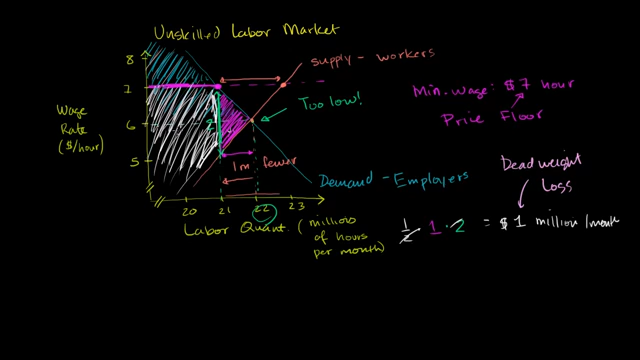 Unskilled Labor Market
8
7
6
5
Wage
Rate
($/hour)
supply - workers
Too low!
Min. Wage: $7 hour
Price Floor
2
1m fewer
Demand - Employers
20 21 22 23
Labor Quant. (millions
of hours
per month)
Deadweight
Loss
1/2 · 1 · 2 = $1 million/month